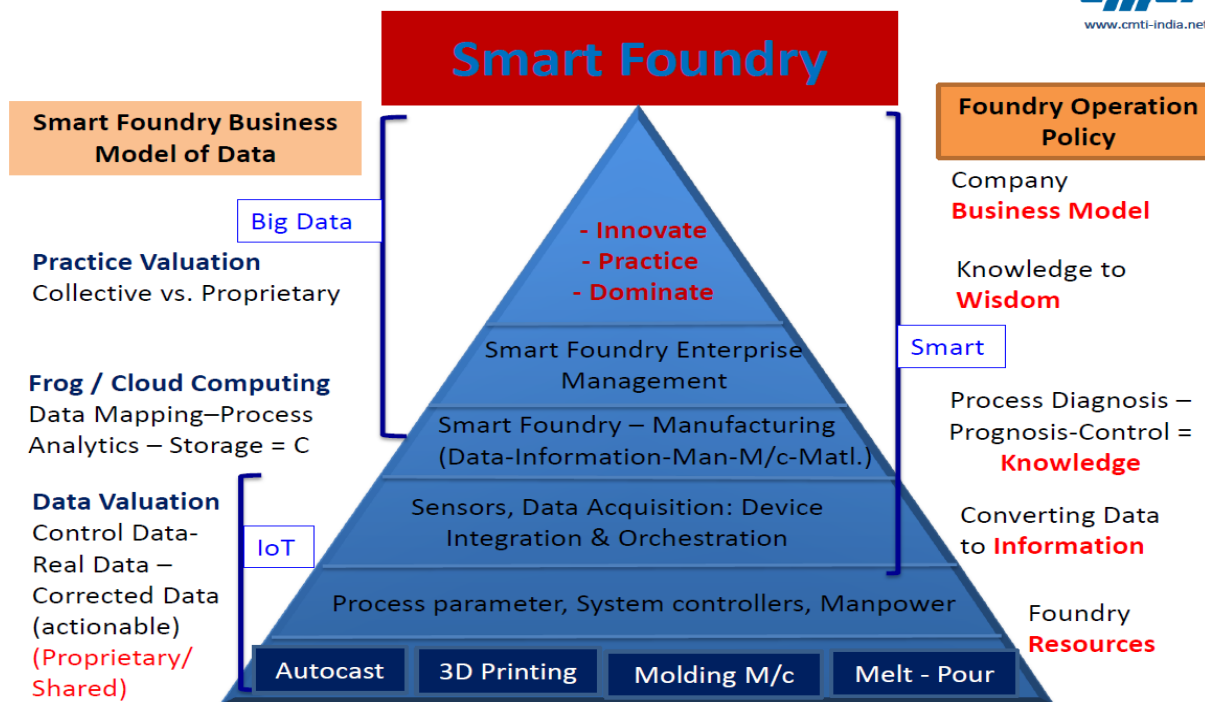 www.cmti-india.net
Smart Foundry
Smart Foundry Business
Model of Data
Big Data
Practice Valuation
Collective vs. Proprietary
Frog / Cloud Computing
Data Mapping–Process
Analytics – Storage = C
Data Valuation
Control Data-
Real Data –
Corrected Data
(actionable)
(Proprietary/
Shared)
IoT
- Innovate
- Practice
- Dominate
Smart Foundry Enterprise
Management
Smart Foundry – Manufacturing
(Data-Information-Man-M/c-Matl.)
Sensors, Data Acquisition: Device
Integration & Orchestration
Process parameter, System controllers, Manpower
Autocast
3D Printing
Molding M/c
Melt - Pour
Smart
Foundry Operation
Policy
Company
Business Model
Knowledge to
Wisdom
Process Diagnosis –
Prognosis-Control =
Knowledge
Converting Data
to Information
Foundry
Resources